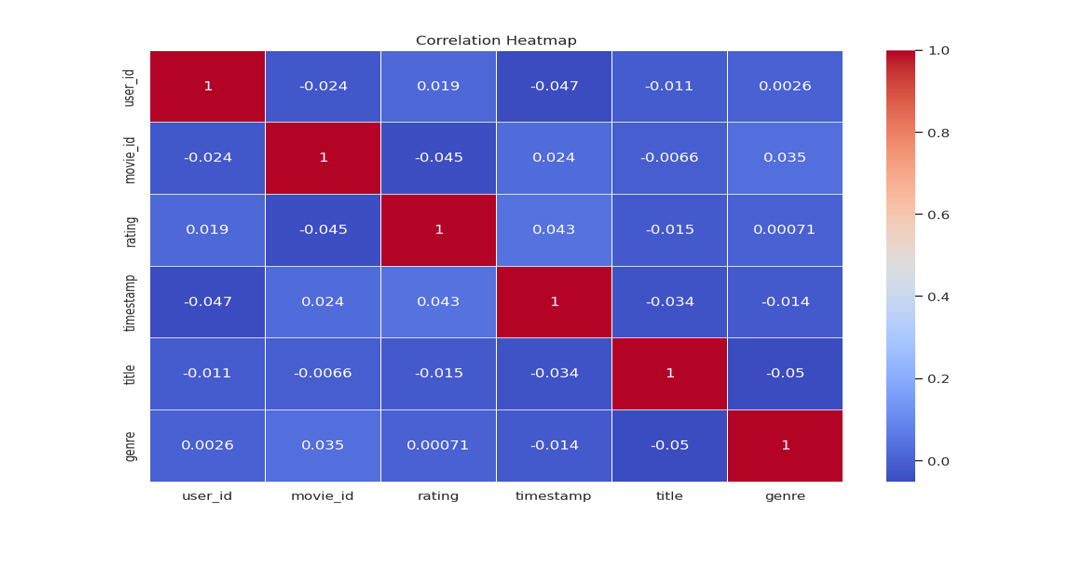 Correlation Heatmap
user_id 1 -0.024 0.019 -0.047 -0.011 0.0026
movie_id -0.024 1 -0.045 0.024 -0.0066 0.035
rating 0.019 -0.045 1 0.043 -0.015 0.00071
timestamp -0.047 0.024 0.043 1 -0.034 -0.014
title -0.011 -0.0066 -0.015 -0.034 1 -0.05
genre 0.0026 0.035 0.00071 -0.014 -0.05 1
user_id movie_id rating timestamp title genre
1.0
0.8
0.6
0.4
0.2
0.0